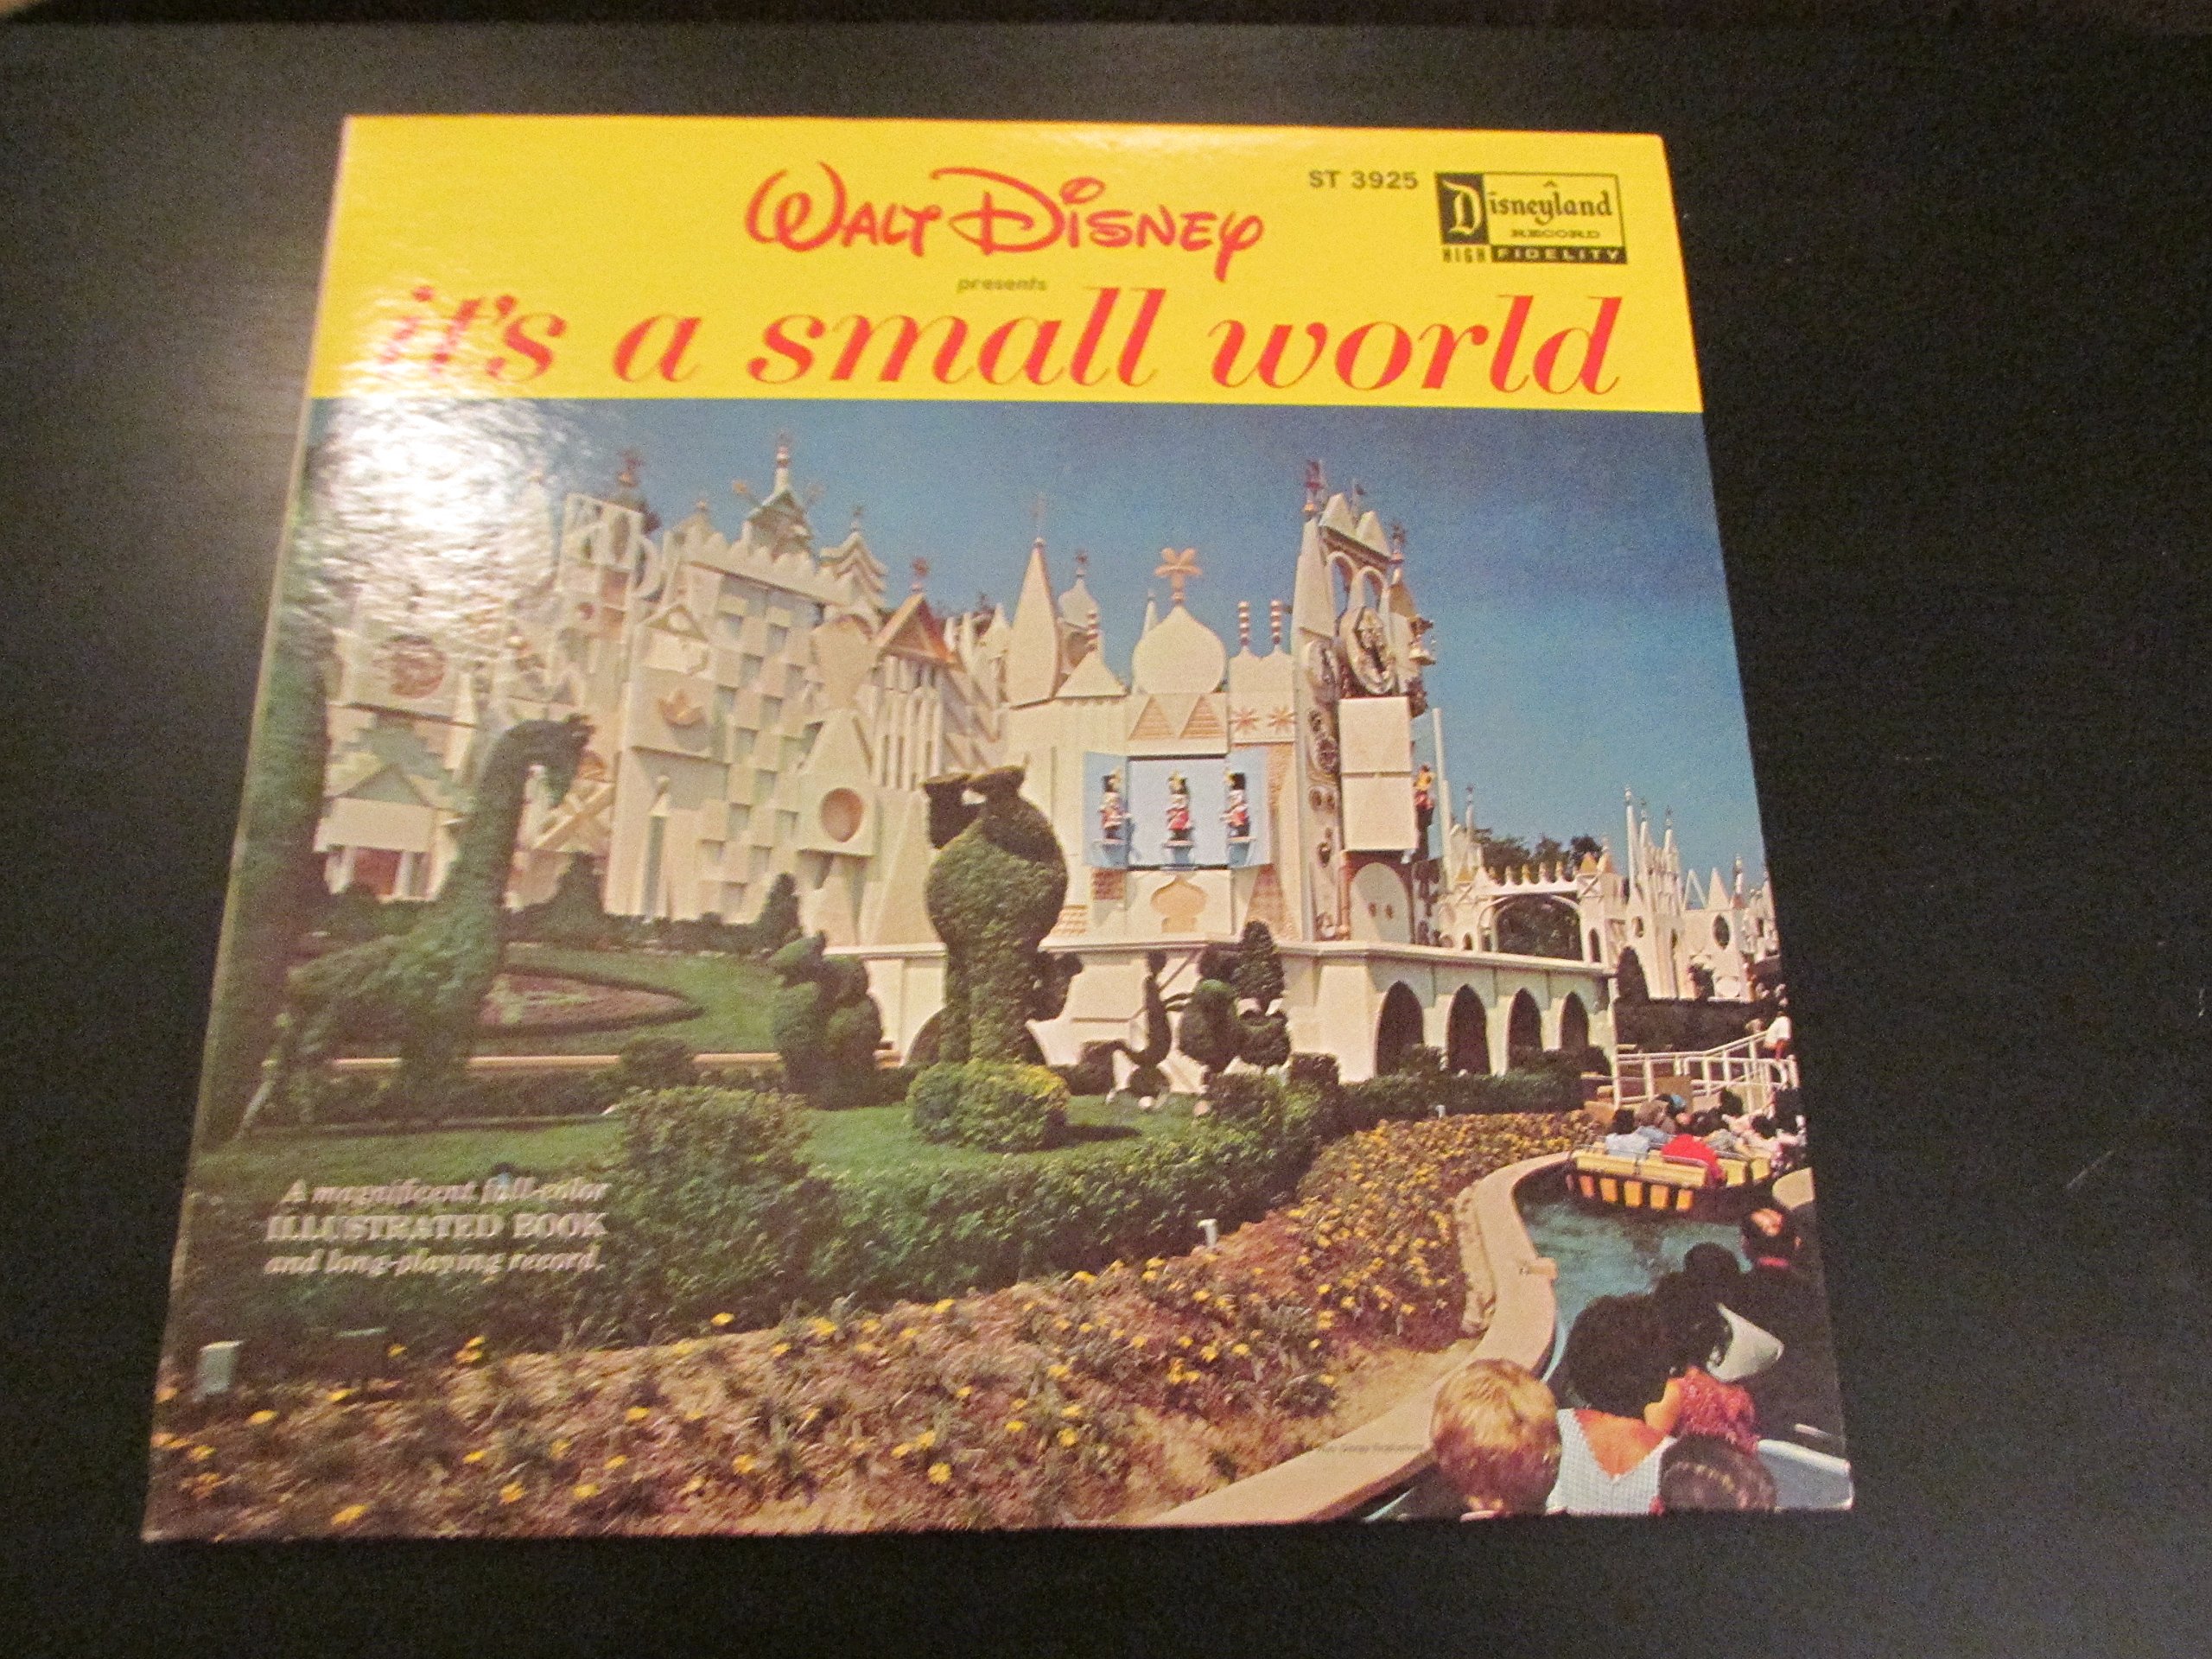 WALT DISNEY
presents
ST 3925
Disneyland
RECORD
HIGH FIDELITY
it's a small world
A magnificent full-color
ILLUSTRATED BOOK
and long-playing record.